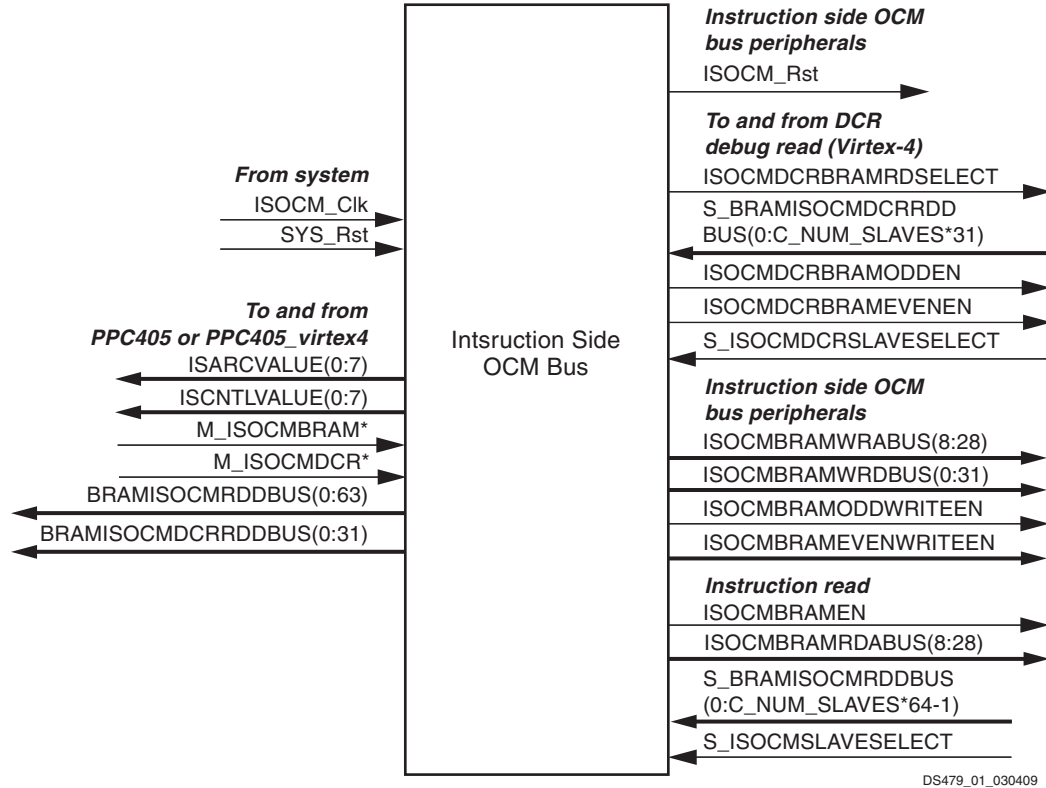 Instruction side OCM
bus peripherals
ISOCM_Rst
To and from DCR
debug read (Virtex-4)
ISOCMDCRBRAMRDSELECT
S_BRAMISOCMDCRRDD
BUS(0:C_NUM_SLAVES*31)
ISOCMDCRBRAMODDEN
ISOCMDCRBRAMEVENEN
S_ISOCMDCRSLAVESELECT
From system
ISOCM_Clk
SYS_Rst
To and from
PPC405 or PPC405_virtex4
ISARCVALUE(0:7)
ISCNTLVALUE(0:7)
M_ISOCMBRAM*
M_ISOCMDCR*
BRAMISOCMRDDBUS(0:63)
BRAMISOCMDCRRDDBUS(0:31)
Intsruction Side
OCM Bus
Instruction side OCM
bus peripherals
ISOCMBRAMWRABUS(8:28)
ISOCMBRAMWRDBUS(0:31)
ISOCMBRAMODDWRITEEN
ISOCMBRAMEVENWRITEEN
Instruction read
ISOCMBRAMEN
ISOCMBRAMRDABUS(8:28)
S_BRAMISOCMRDDBUS
(0:C_NUM_SLAVES*64-1)
S_ISOCMSLAVESELECT
DS479_01_030409